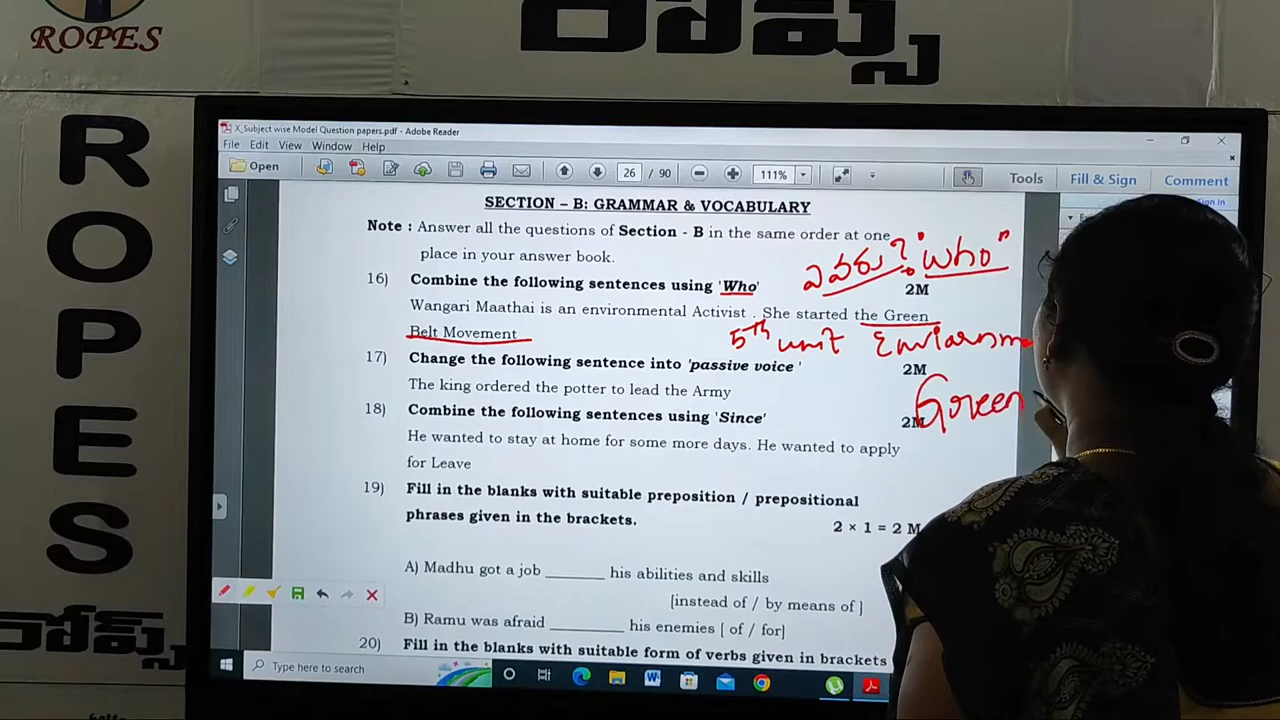 ROPES
రోప్స్
ROPES
రోప్స్
X_Subject wise Model Question papers.pdf - Adobe Reader
File Edit View Window Help
Open 26 / 90 111% Tools Fill & Sign Comment
Sign In
SECTION – B: GRAMMAR & VOCABULARY
Note : Answer all the questions of Section - B in the same order at one
place in your answer book.
ఎవరు? "who"
16) Combine the following sentences using 'Who' 2M
Wangari Maathai is an environmental Activist . She started the Green
Belt Movement
5th unit
17) Change the following sentence into 'passive voice ' 2M
The king ordered the potter to lead the Army
Green
18) Combine the following sentences using 'Since' 2M
He wanted to stay at home for some more days. He wanted to apply
for Leave
19) Fill in the blanks with suitable preposition / prepositional
phrases given in the brackets. 2 × 1 = 2 M
A) Madhu got a job _______ his abilities and skills
[instead of / by means of ]
B) Ramu was afraid ________ his enemies [ of / for]
20) Fill in the blanks with suitable form of verbs given in brackets
Type here to search